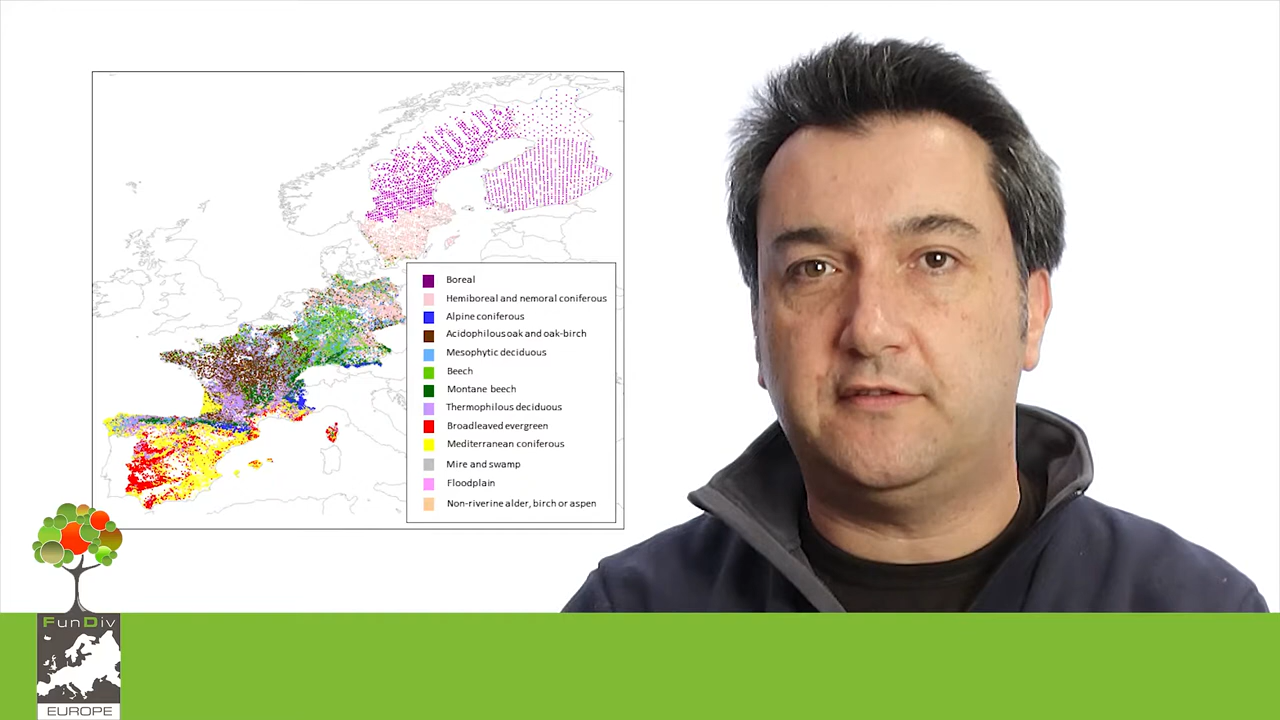 Boreal
Hemiboreal and nemoral coniferous
Alpine coniferous
Acidophilous oak and oak-birch
Mesophytic deciduous
Beech
Montane beech
Thermophilous deciduous
Broadleaved evergreen
Mediterranean coniferous
Mire and swamp
Floodplain
Non-riverine alder, birch or aspen
FunDiv
EUROPE